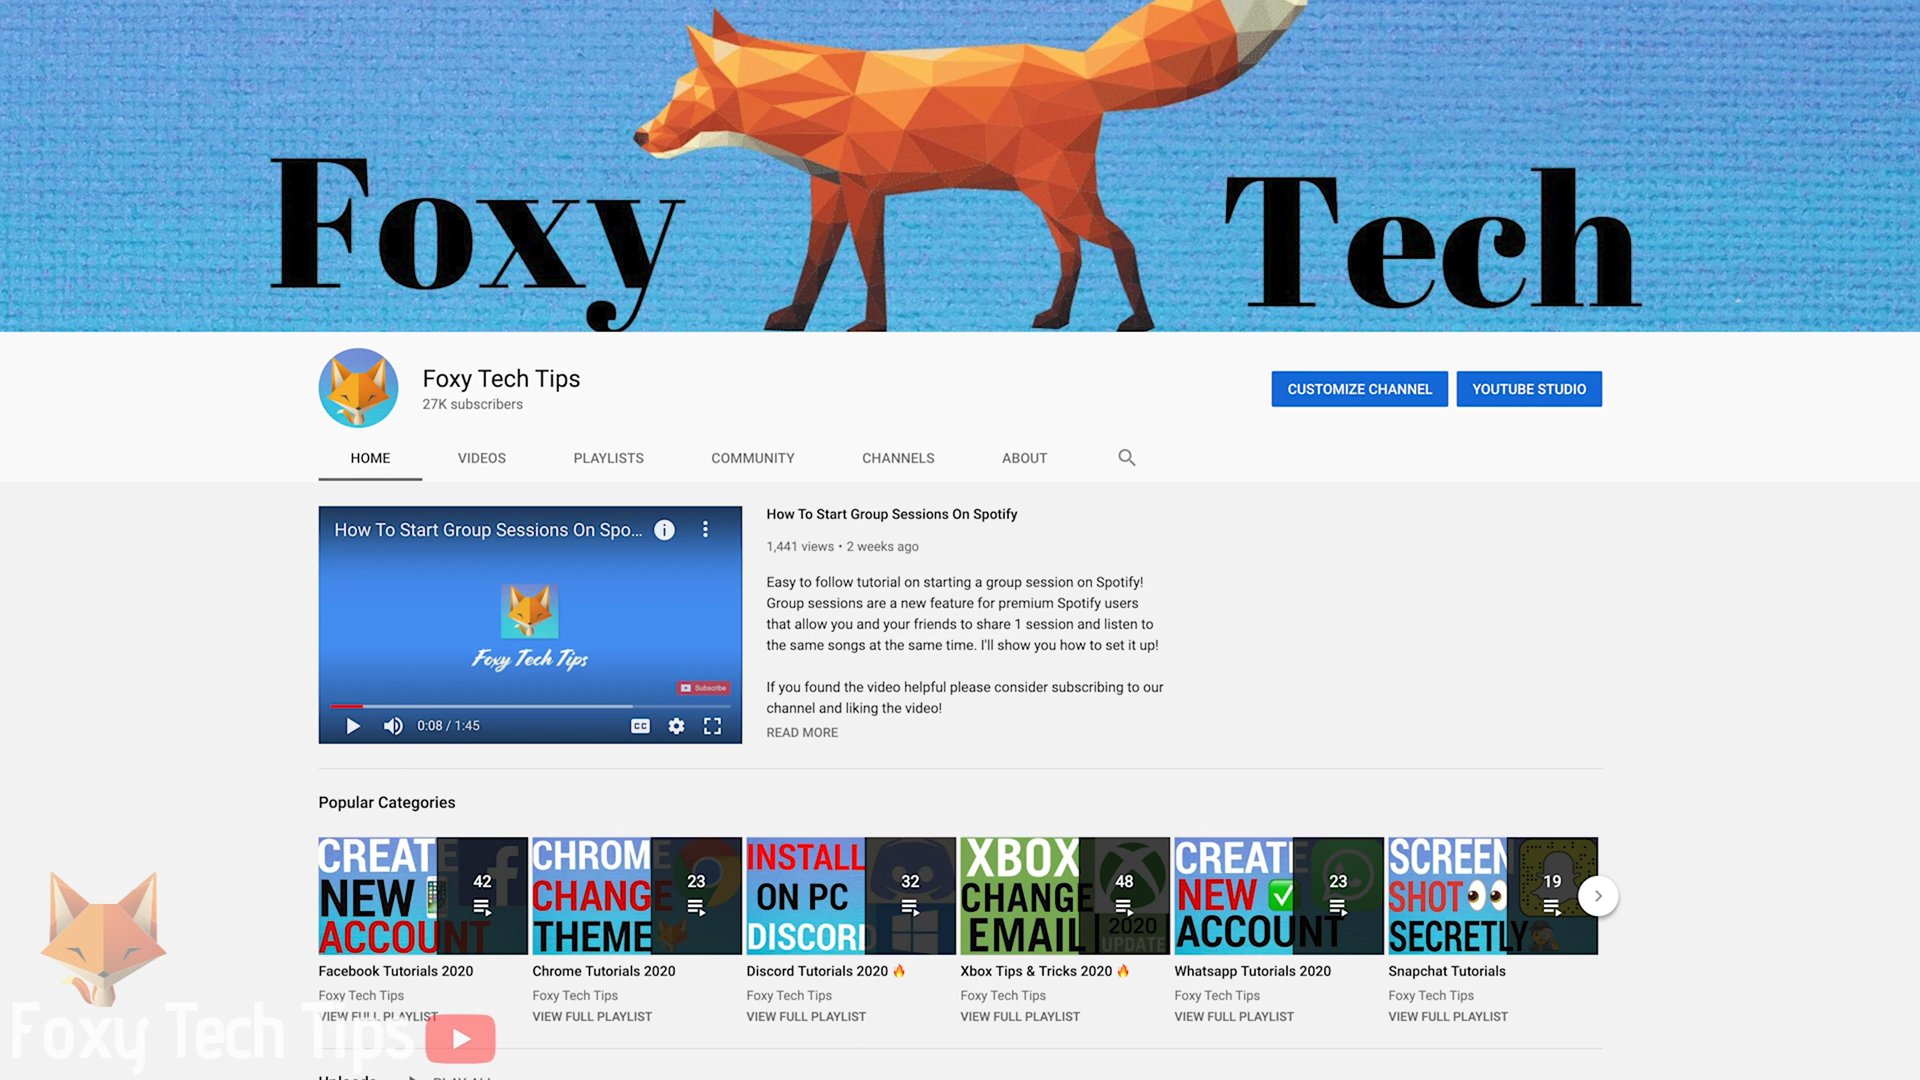 Foxy Tech
Foxy Tech Tips
27K subscribers
CUSTOMIZE CHANNEL
YOUTUBE STUDIO
HOME VIDEOS PLAYLISTS COMMUNITY CHANNELS ABOUT
How To Start Group Sessions On Spo...
Foxy Tech Tips
Subscribe
0:08 / 1:45
CC
How To Start Group Sessions On Spotify
1,441 views • 2 weeks ago
Easy to follow tutorial on starting a group session on Spotify!
Group sessions are a new feature for premium Spotify users
that allow you and your friends to share 1 session and listen to
the same songs at the same time. I'll show you how to set it up!
If you found the video helpful please consider subscribing to our
channel and liking the video!
READ MORE
Popular Categories
CREATE
NEW
ACCOUNT
42
Facebook Tutorials 2020
Foxy Tech Tips
VIEW FULL PLAYLIST
CHROME
CHANGE
THEME
23
Chrome Tutorials 2020
Foxy Tech Tips
VIEW FULL PLAYLIST
INSTALL
ON PC
DISCORD
32
Discord Tutorials 2020 🔥
Foxy Tech Tips
VIEW FULL PLAYLIST
XBOX
CHANGE
EMAIL
2020
UPDATE
48
Xbox Tips & Tricks 2020 🔥
Foxy Tech Tips
VIEW FULL PLAYLIST
CREATE
NEW ✅
ACCOUNT
23
Whatsapp Tutorials 2020
Foxy Tech Tips
VIEW FULL PLAYLIST
SCREEN
SHOT 👀
SECRETLY
19
Snapchat Tutorials
Foxy Tech Tips
VIEW FULL PLAYLIST
Foxy Tech Tips
Uploads PLAY ALL